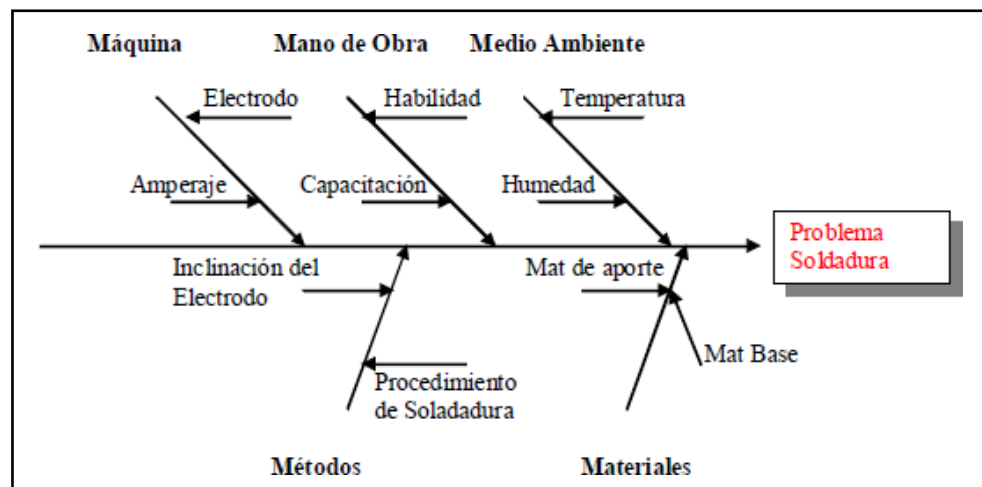 Máquina
Mano de Obra
Medio Ambiente
Electrodo
Habilidad
Temperatura
Amperaje
Capacitación
Humedad
Problema
Soldadura
Inclinación del
Electrodo
Mat de aporte
Mat Base
Procedimiento
de Soladadura
Métodos
Materiales